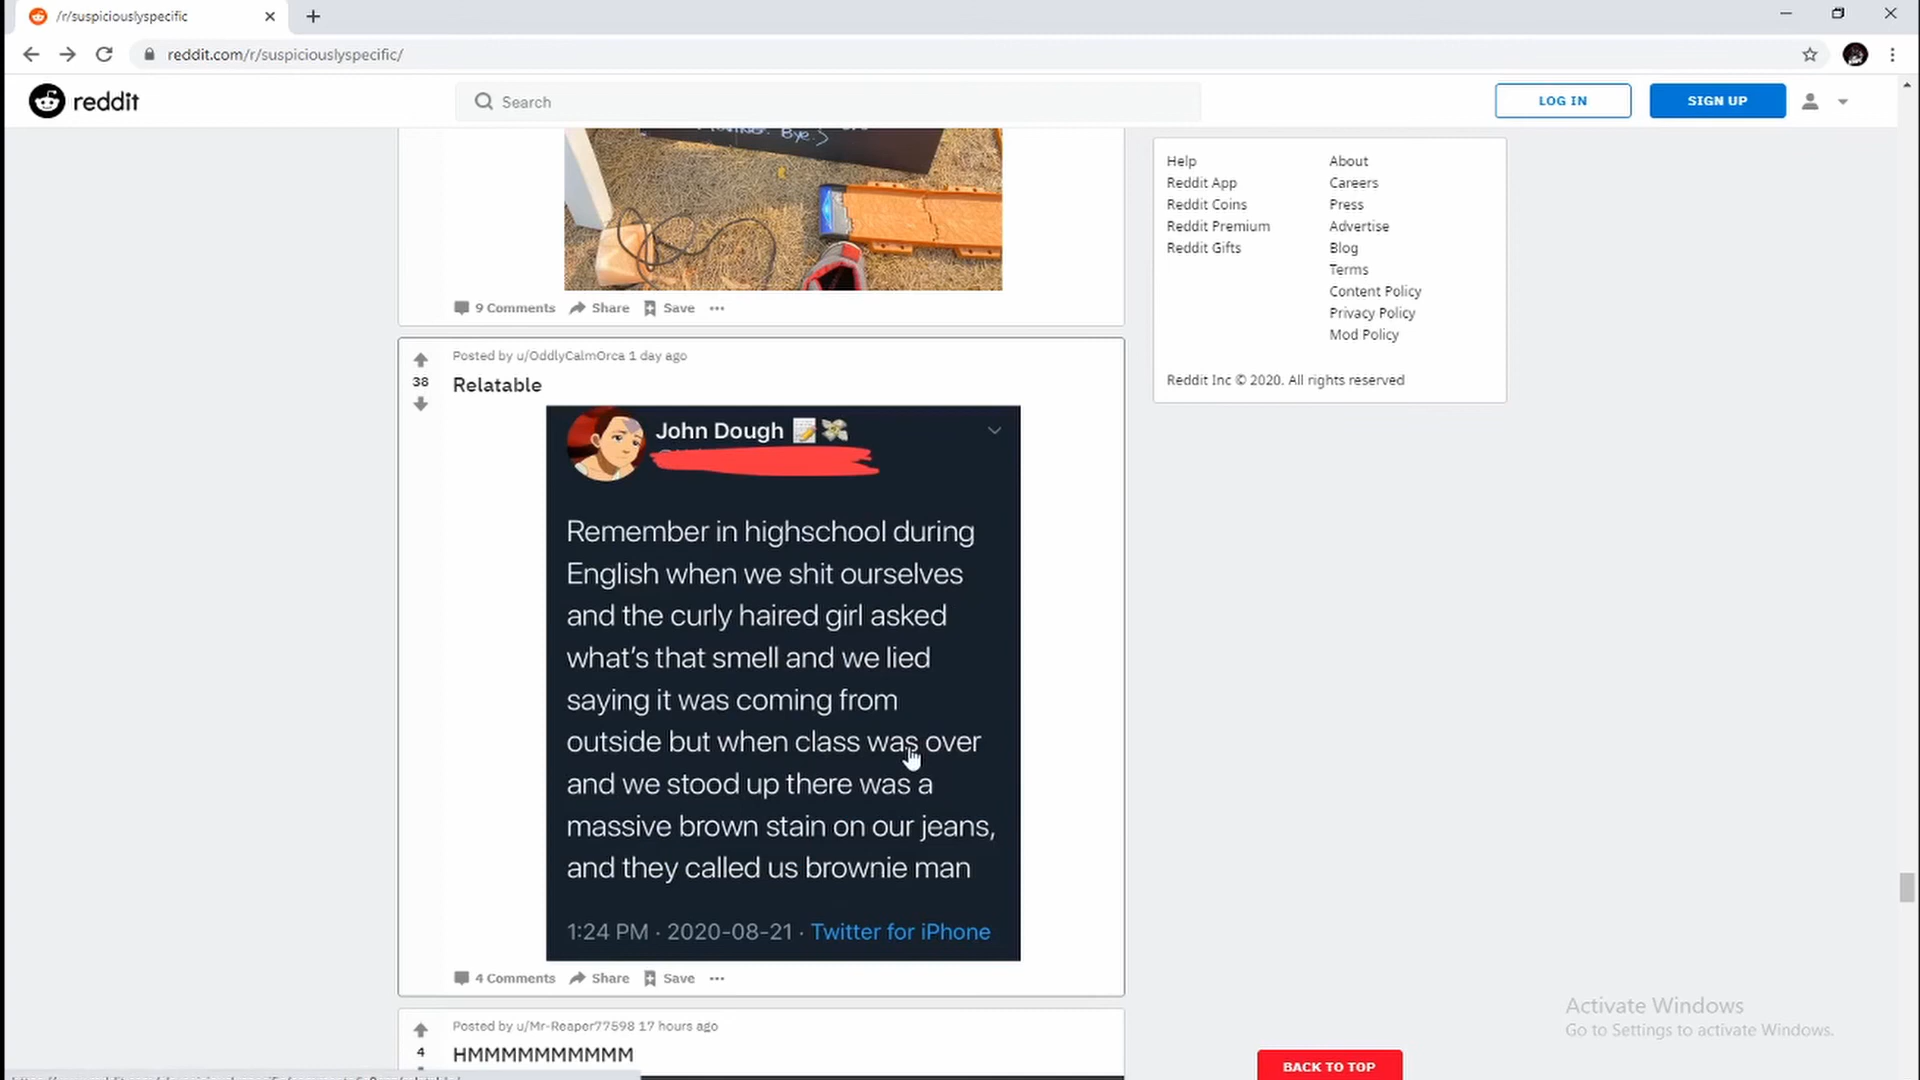 /r/suspiciouslyspecific
reddit.com/r/suspiciouslyspecific/
reddit
Search
LOG IN
SIGN UP
Bye.
9 Comments Share Save
Posted by u/OddlyCalmOrca 1 day ago
38
Relatable
John Dough
Remember in highschool during
English when we shit ourselves
and the curly haired girl asked
what's that smell and we lied
saying it was coming from
outside but when class was over
and we stood up there was a
massive brown stain on our jeans,
and they called us brownie man
1:24 PM · 2020-08-21 · Twitter for iPhone
4 Comments Share Save
Posted by u/Mr-Reaper77598 17 hours ago
4
HMMMMMMMMMM
Help
About
Reddit App
Careers
Reddit Coins
Press
Reddit Premium
Advertise
Reddit Gifts
Blog
Terms
Content Policy
Privacy Policy
Mod Policy
Reddit Inc © 2020. All rights reserved
Activate Windows
Go to Settings to activate Windows.
BACK TO TOP